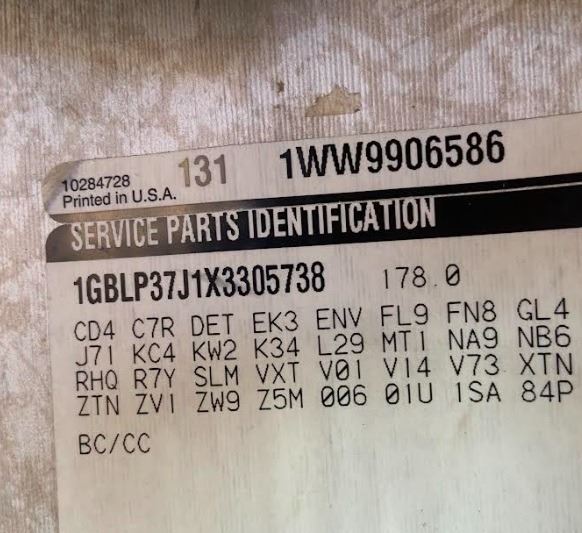 10284728 131 1WW9906586
Printed in U.S.A.
SERVICE PARTS IDENTIFICATION
1GBLP37J1X3305738 178.0
CD4 C7R DET EK3 ENV FL9 FN8 GL4
J71 KC4 KW2 K34 L29 MT1 NA9 NB6
RHQ R7Y SLM VXT V01 V14 V73 XTN
ZTN ZV1 ZW9 Z5M 006 01U 1SA 84P
BC/CC